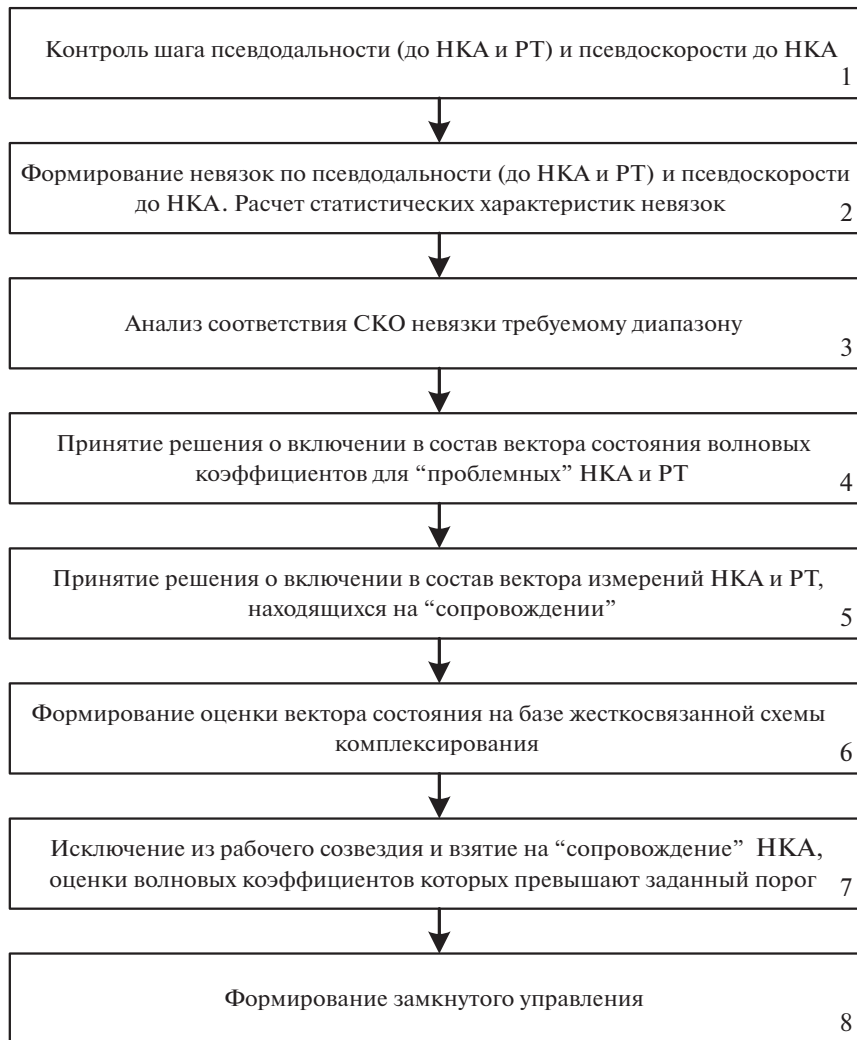 Контроль шага псевдодальности (до НКА и РТ) и псевдоскорости до НКА
1
Формирование невязок по псевдодальности (до НКА и РТ) и псевдоскорости
до НКА. Расчет статистических характеристик невязок
2
Анализ соответствия СКО невязки требуемому диапазону
3
Принятие решения о включении в состав вектора состояния волновых
коэффициентов для “проблемных” НКА и РТ
4
Принятие решения о включении в состав вектора измерений НКА и РТ,
находящихся на “сопровождении”
5
Формирование оценки вектора состояния на базе жесткосвязанной схемы
комплексирования
6
Исключение из рабочего созвездия и взятие на “сопровождение” НКА,
оценки волновых коэффициентов которых превышают заданный порог
7
Формирование замкнутого управления
8